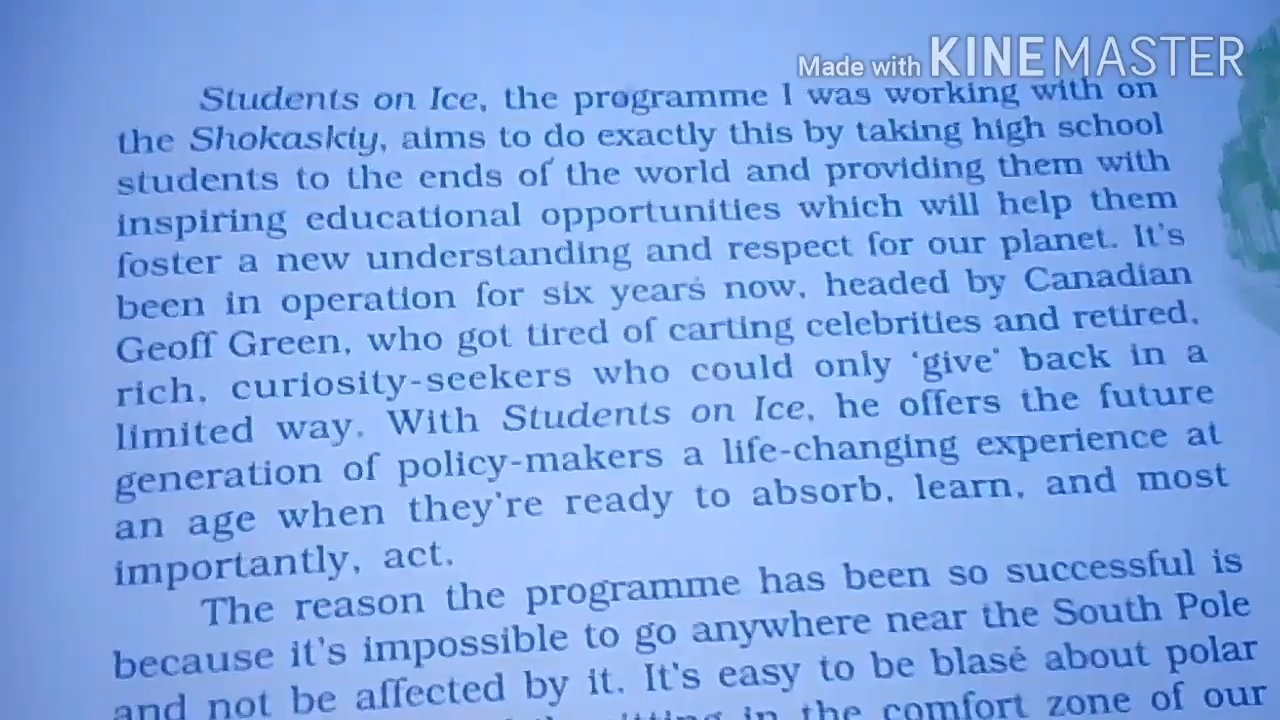 Made with KINEMASTER
Students on Ice, the programme I was working with on
the Shokaskiy, aims to do exactly this by taking high school
students to the ends of the world and providing them with
inspiring educational opportunities which will help them
foster a new understanding and respect for our planet. It's
been in operation for six years now, headed by Canadian
Geoff Green, who got tired of carting celebrities and retired,
rich, curiosity-seekers who could only 'give' back in a
limited way. With Students on Ice, he offers the future
generation of policy-makers a life-changing experience at
an age when they're ready to absorb, learn, and most
importantly, act.
The reason the programme has been so successful is
because it's impossible to go anywhere near the South Pole
and not be affected by it. It's easy to be blasé about polar
in the comfort zone of our